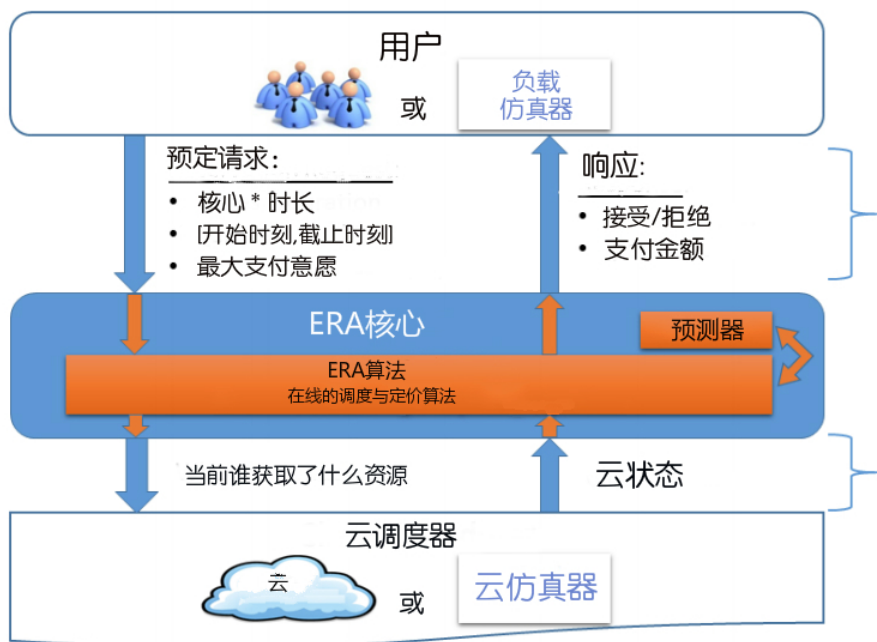 用户
或
负载
仿真器
预定请求：
• 核心 * 时长
• [开始时刻,截止时刻]
• 最大支付意愿
响应:
• 接受/拒绝
• 支付金额
ERA核心
预测器
ERA算法
在线的调度与定价算法
当前谁获取了什么资源
云状态
云调度器
云
或
云仿真器